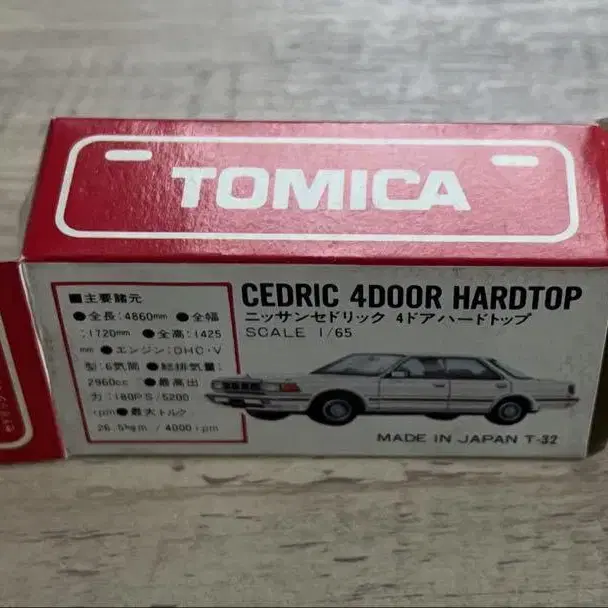 TOMICA
■主要諸元
●全長:4860mm ●全幅
:1720mm ●全高:1425
mm ●エンジン:OHC・V
型:6気筒 ●総排気量:
2960cc ●最高出
力:180PS/5200
rpm ●最大トルク:
26.5kgm/4000rpm
CEDRIC 4DOOR HARDTOP
ニッサンセドリック 4ドアハードトップ
SCALE 1/65
MADE IN JAPAN T-32